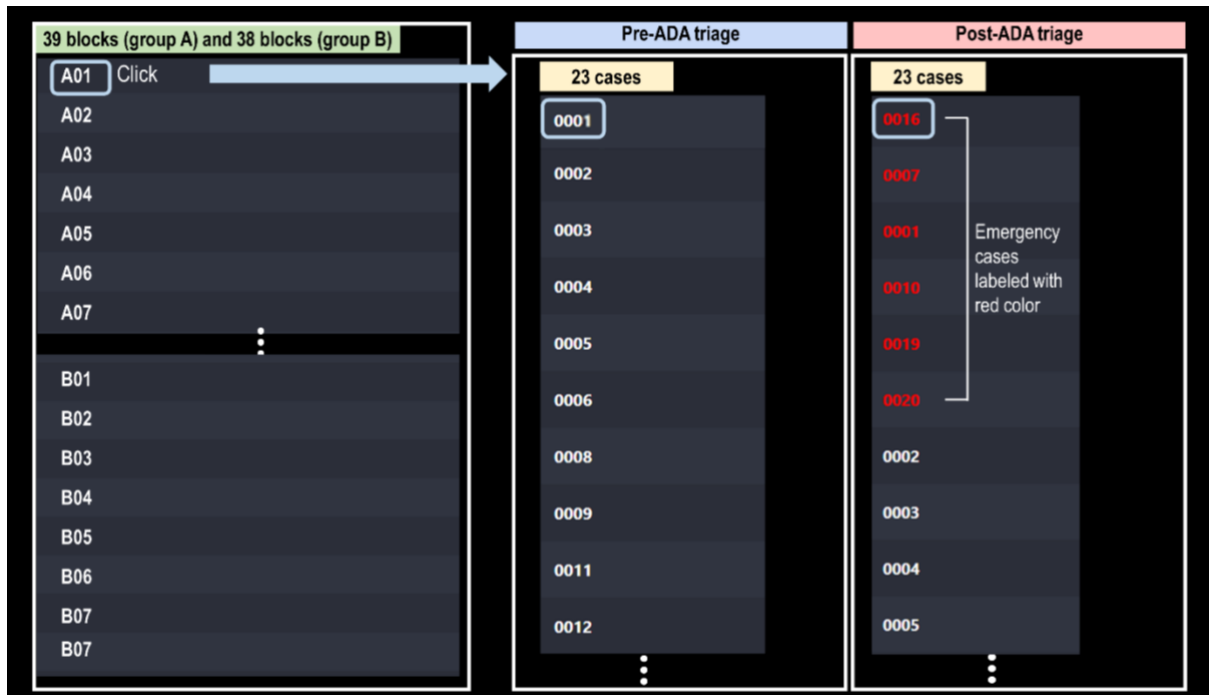 39 blocks (group A) and 38 blocks (group B)
A01 Click
A02
A03
A04
A05
A06
A07
B01
B02
B03
B04
B05
B06
B07
B07
Pre-ADA triage
23 cases
0001
0002
0003
0004
0005
0006
0008
0009
0011
0012
Post-ADA triage
23 cases
0016
0007
0001
0010
0019
0020
Emergency
cases
labeled with
red color
0002
0003
0004
0005